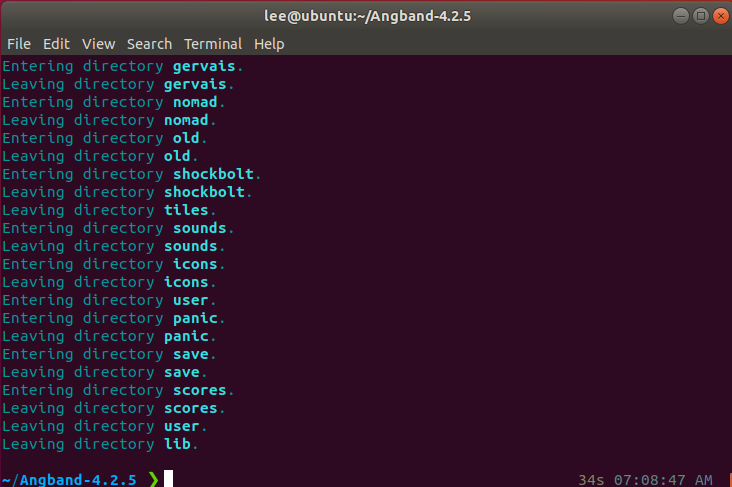 lee@ubuntu:~/Angband-4.2.5
File Edit View Search Terminal Help
Entering directory gervais.
Leaving directory gervais.
Entering directory nomad.
Leaving directory nomad.
Entering directory old.
Leaving directory old.
Entering directory shockbolt.
Leaving directory shockbolt.
Leaving directory tiles.
Entering directory sounds.
Leaving directory sounds.
Entering directory icons.
Leaving directory icons.
Entering directory user.
Entering directory panic.
Leaving directory panic.
Entering directory save.
Leaving directory save.
Entering directory scores.
Leaving directory scores.
Leaving directory user.
Leaving directory lib.
~/Angband-4.2.5 ❯ 34s 07:08:47 AM